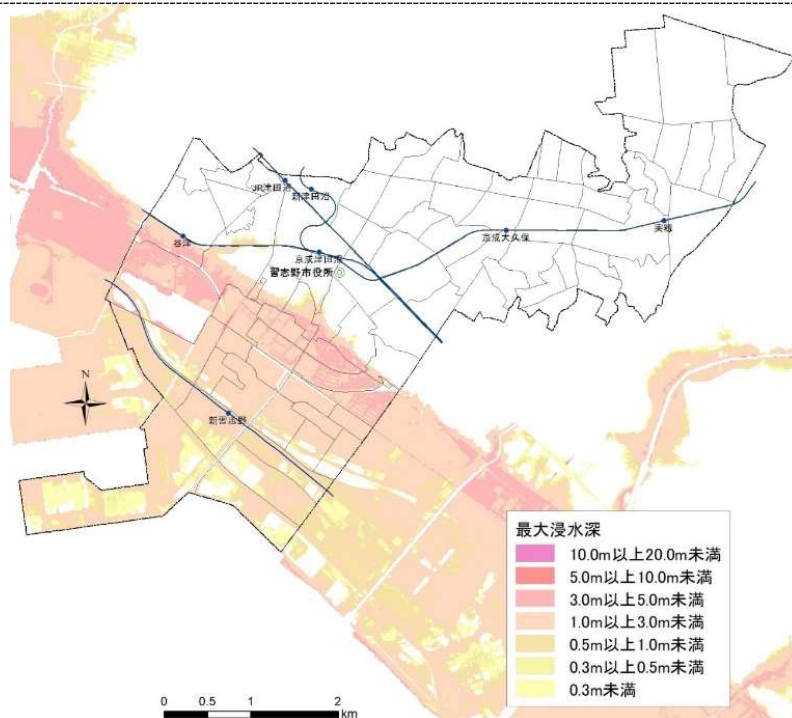 JR津田沼
新津田沼
谷津
京成大久保
実籾
京成津田沼
習志野市役所
N
新習志野
最大浸水深
10.0m以上20.0m未満
5.0m以上10.0m未満
3.0m以上5.0m未満
1.0m以上3.0m未満
0.5m以上1.0m未満
0.3m以上0.5m未満
0.3m未満
0 0.5 1 2
km